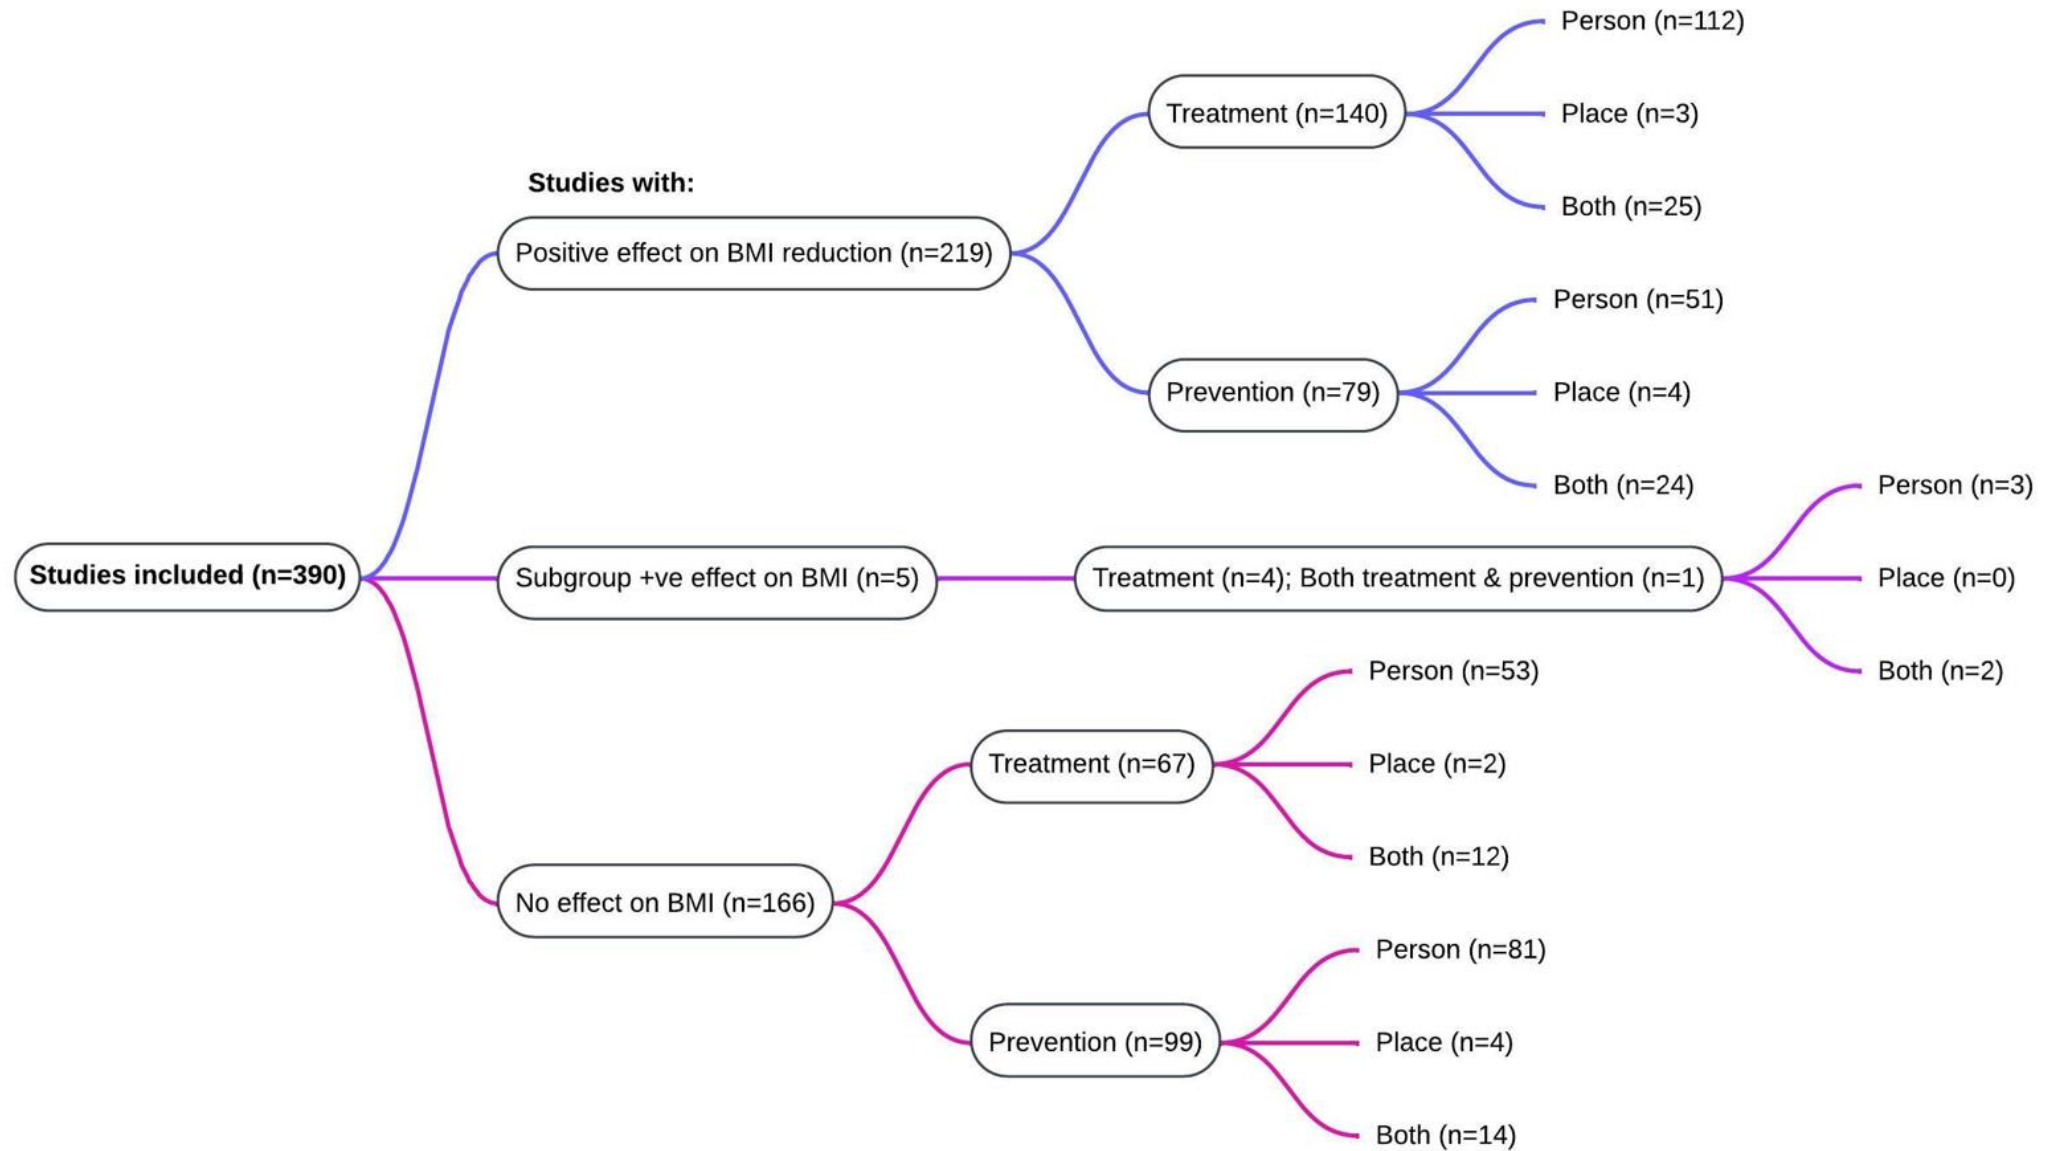 Studies included (n=390)
Studies with:
Positive effect on BMI reduction (n=219)
Treatment (n=140)
Person (n=112)
Place (n=3)
Both (n=25)
Prevention (n=79)
Person (n=51)
Place (n=4)
Both (n=24)
Subgroup +ve effect on BMI (n=5)
Treatment (n=4); Both treatment & prevention (n=1)
Person (n=3)
Place (n=0)
Both (n=2)
No effect on BMI (n=166)
Treatment (n=67)
Person (n=53)
Place (n=2)
Both (n=12)
Prevention (n=99)
Person (n=81)
Place (n=4)
Both (n=14)